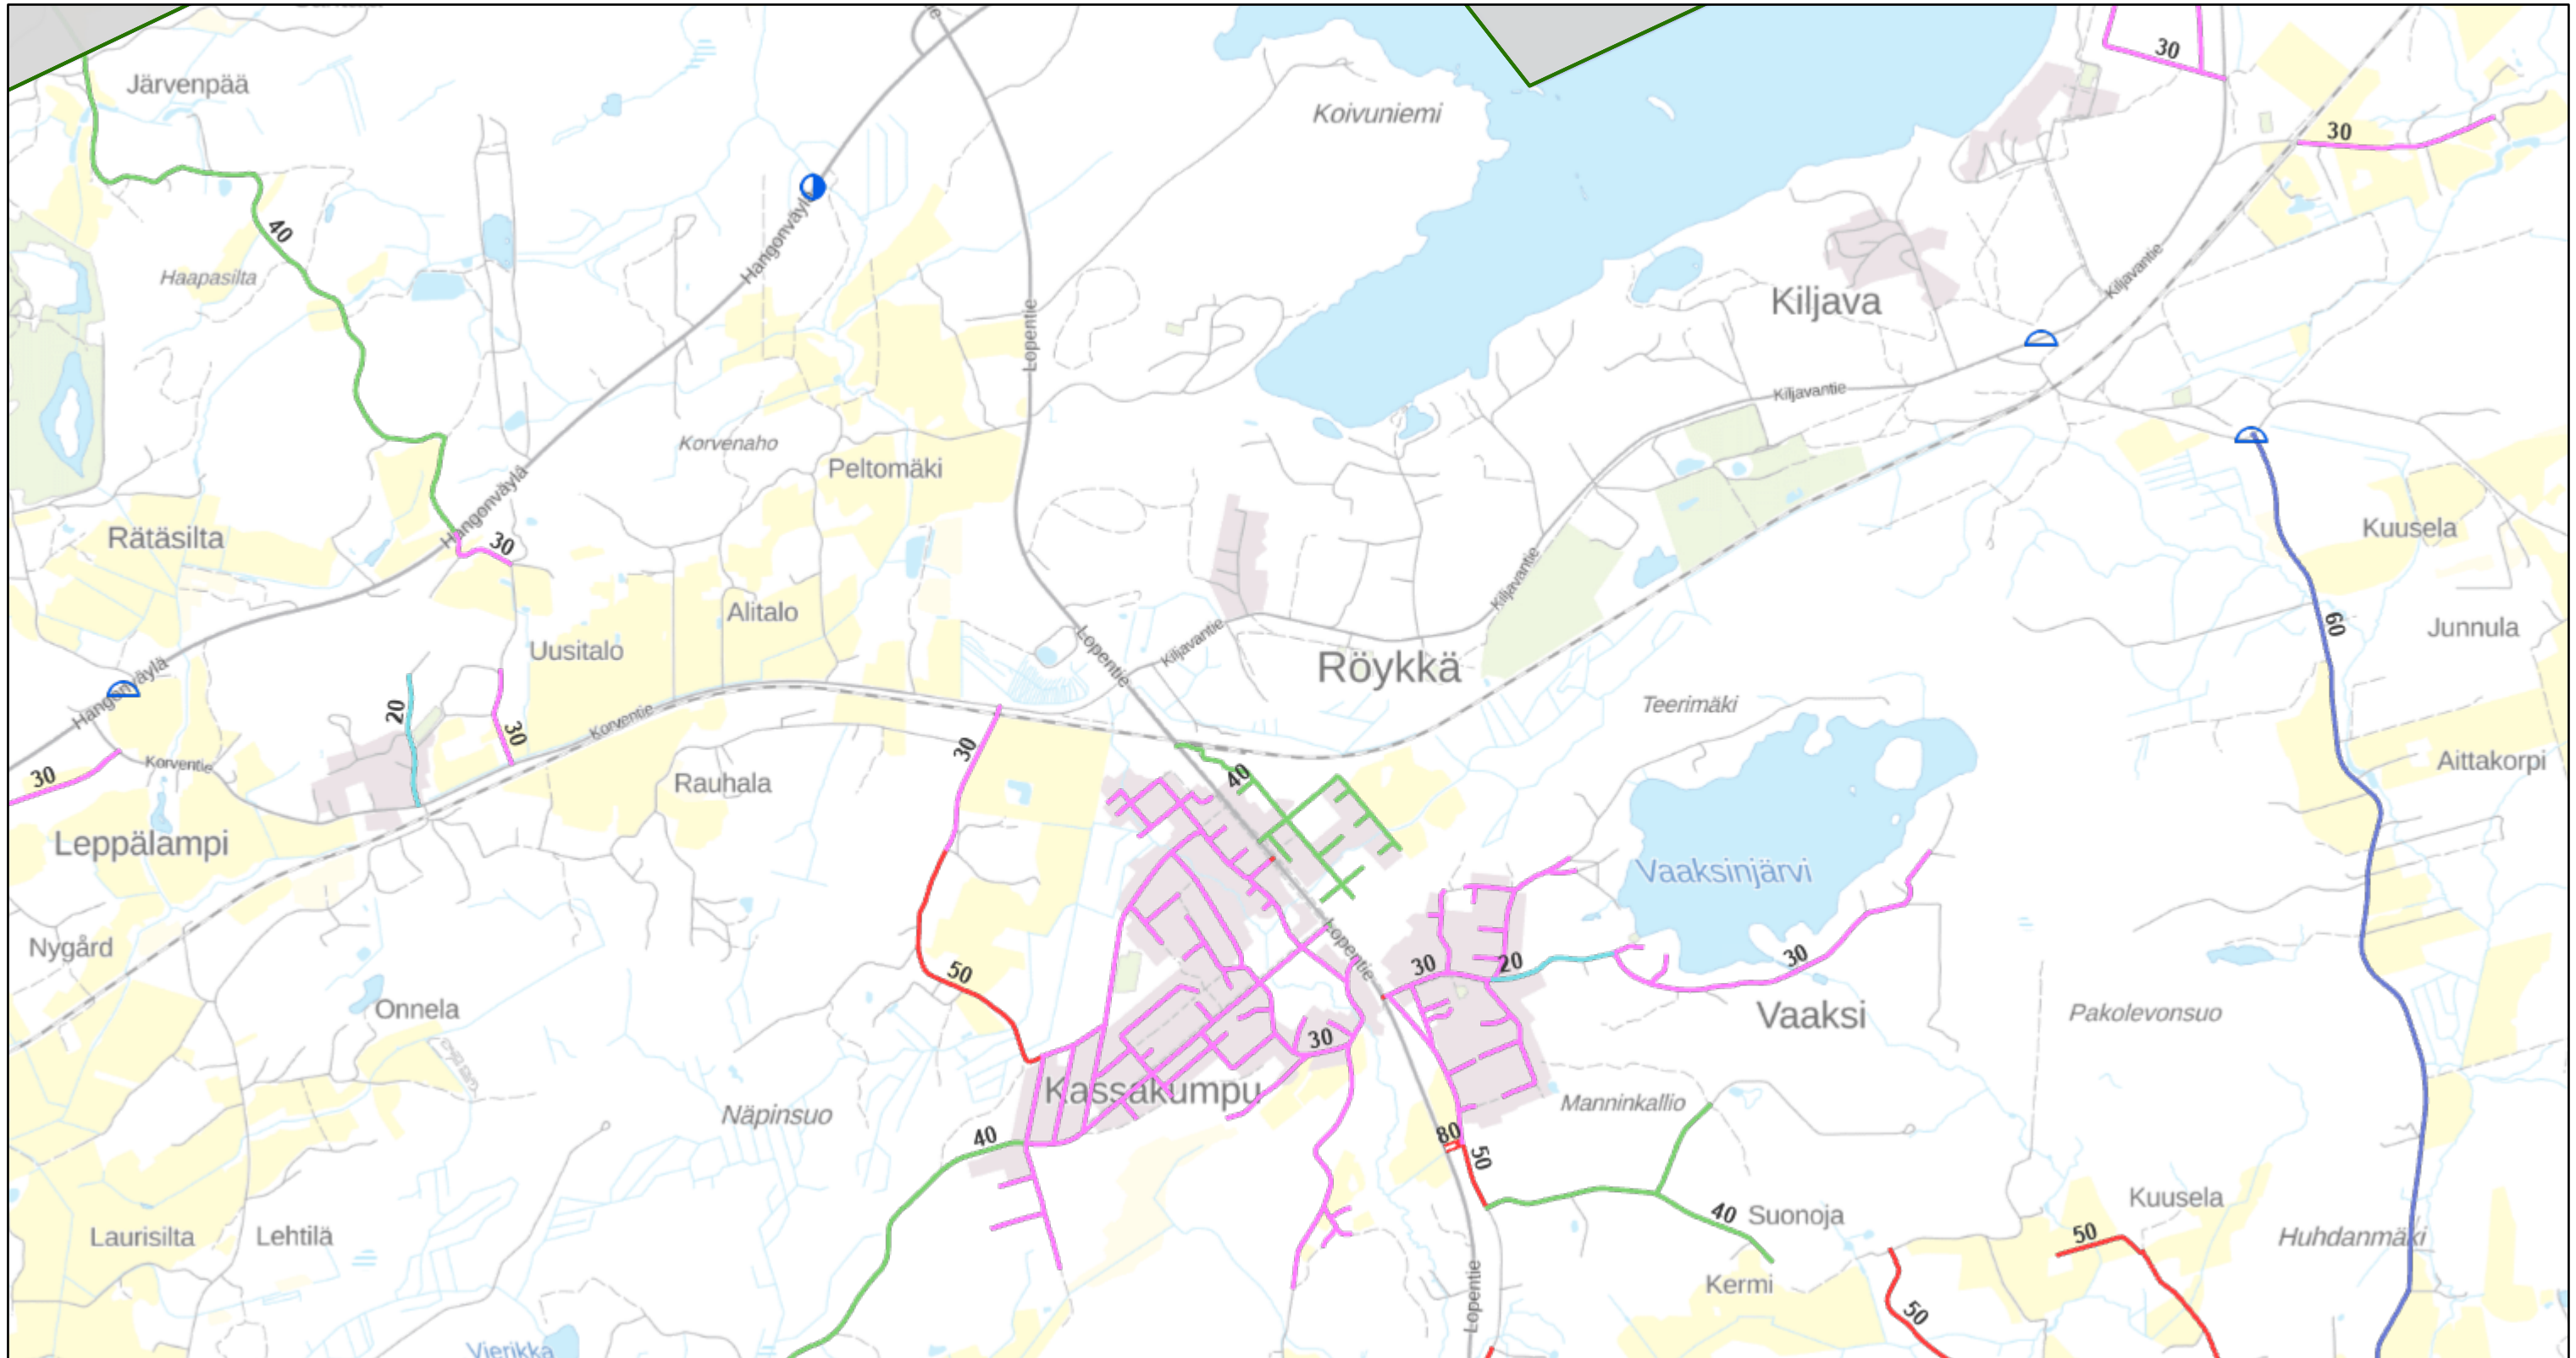 30
Järvenpää
Koivuniemi
30
40
Hangonväylä
Haapasilta
Kiljavantie
Kiljava
Lopentie
Kiljavantie
Korvenaho
Peltomäki
Hangonväylä
Rätäsilta
30
Kuusela
Kiljavantie
Alitalo
60
Junnula
Uusitalo
Lopentie
Kiljavantie
Röykkä
Hangonväylä
20
Teerimäki
30
Korventie
30
Korventie
30
Rauhala
40
Aittakorpi
Leppälampi
Vaaksinjärvi
Nygård
Lopentie
50
30
20
30
Onnela
Vaaksi
Pakolevonsuo
30
Kassakumpu
Näpinsuo
Manninkallio
40
80
50
Kuusela
40
Suonoja
Laurisilta
Lehtilä
50
Huhdanmäki
Kermi
Lopentie
50
Vierikka